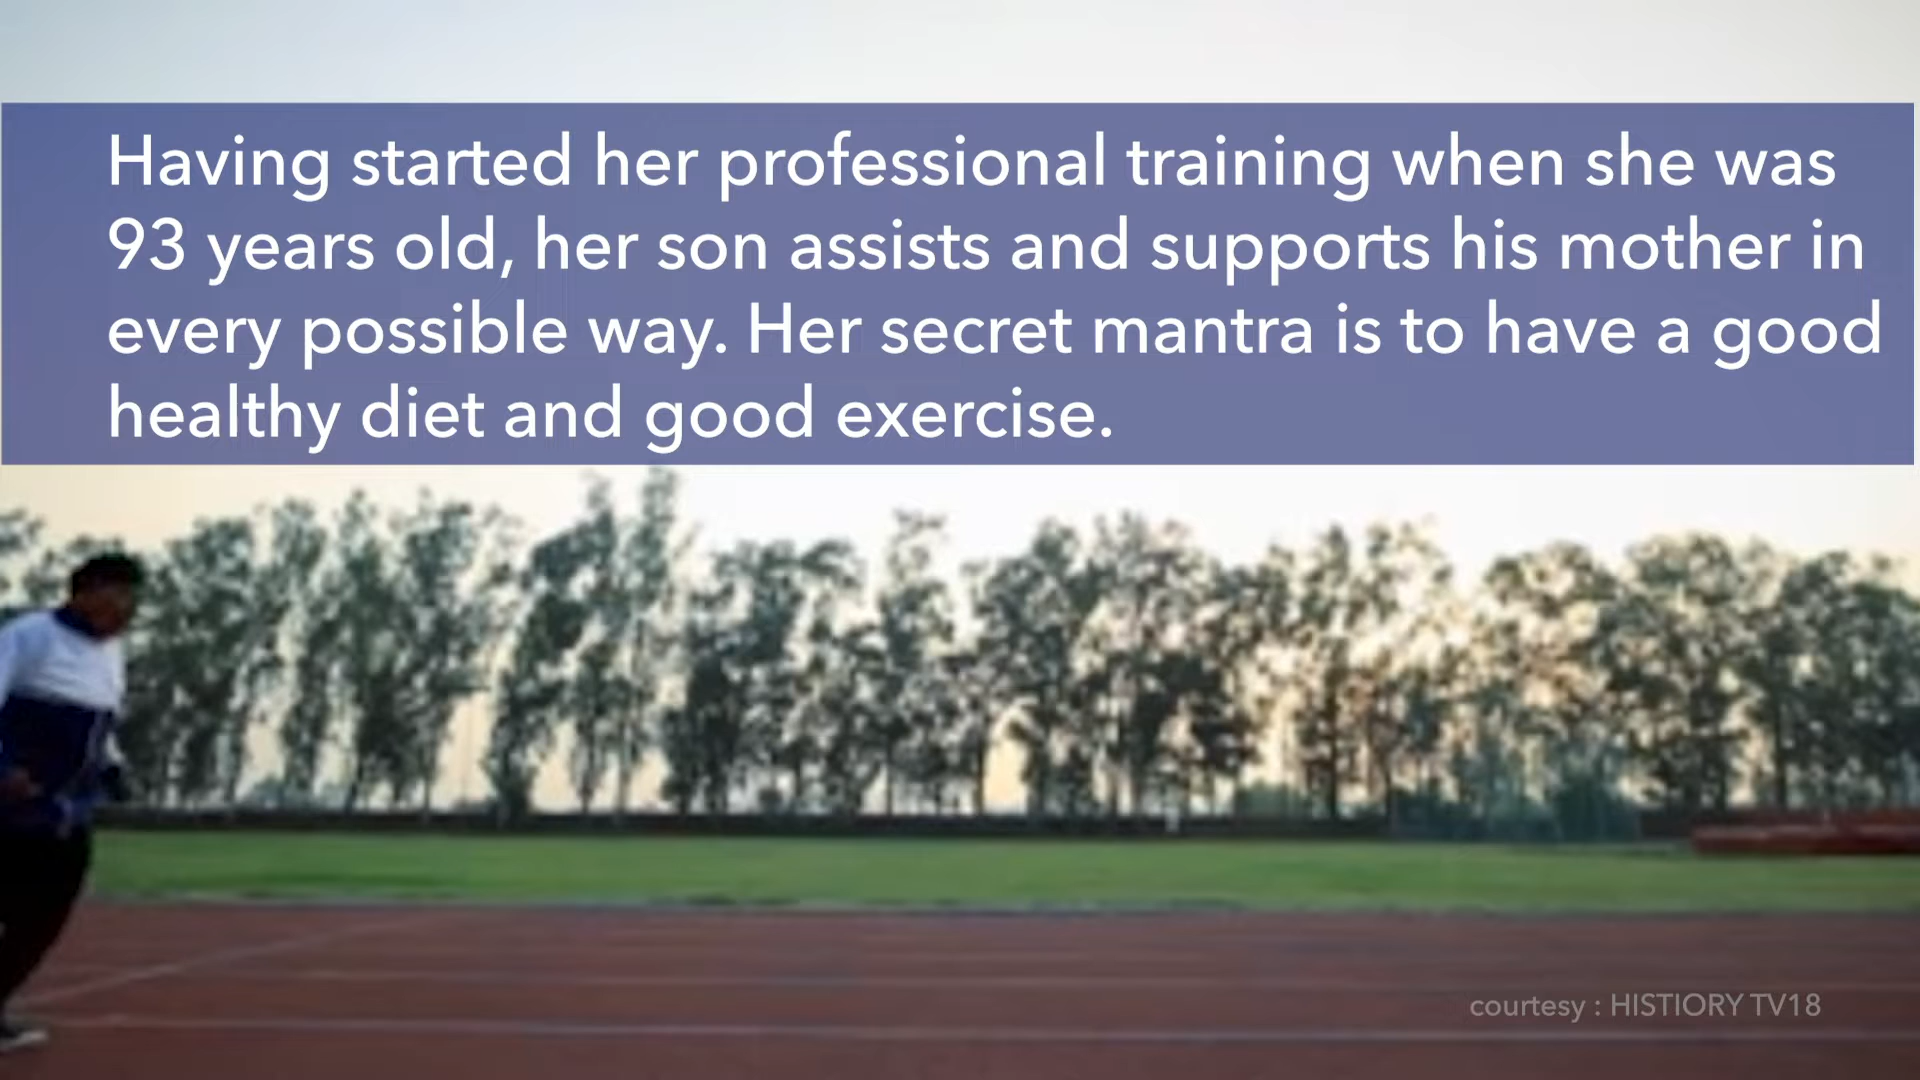 Having started her professional training when she was
93 years old, her son assists and supports his mother in
every possible way. Her secret mantra is to have a good
healthy diet and good exercise.
courtesy : HISTIORY TV18